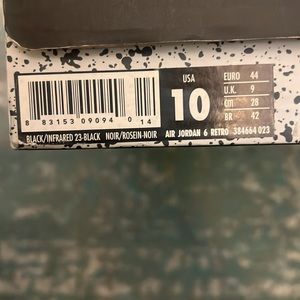 USA
10
EURO 44
U.K. 9
CM 28
BR 42
8 83153 09094 0 14
BLACK/INFRARED 23-BLACK NOIR/ROSEIN-NOIR AIR JORDAN 6 RETRO 384664 023